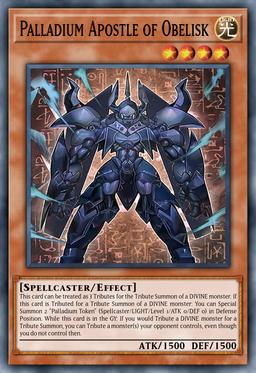 PALLADIUM APOSTLE OF OBELISK
LIGHT
光
[SPELLCASTER/EFFECT]
This card can be treated as 3 Tributes for the Tribute Summon of a DIVINE monster. If
this card is Tributed for a Tribute Summon of a DIVINE monster: You can Special
Summon 2 "Palladium Token" (Spellcaster/LIGHT/Level 1/ATK 0/DEF 0) in Defense
Position. While this card is in the GY: If you would Tribute a DIVINE monster for a
Tribute Summon, you can Tribute a monster(s) your opponent controls, even though
you do not control them.
ATK/1500 DEF/1500